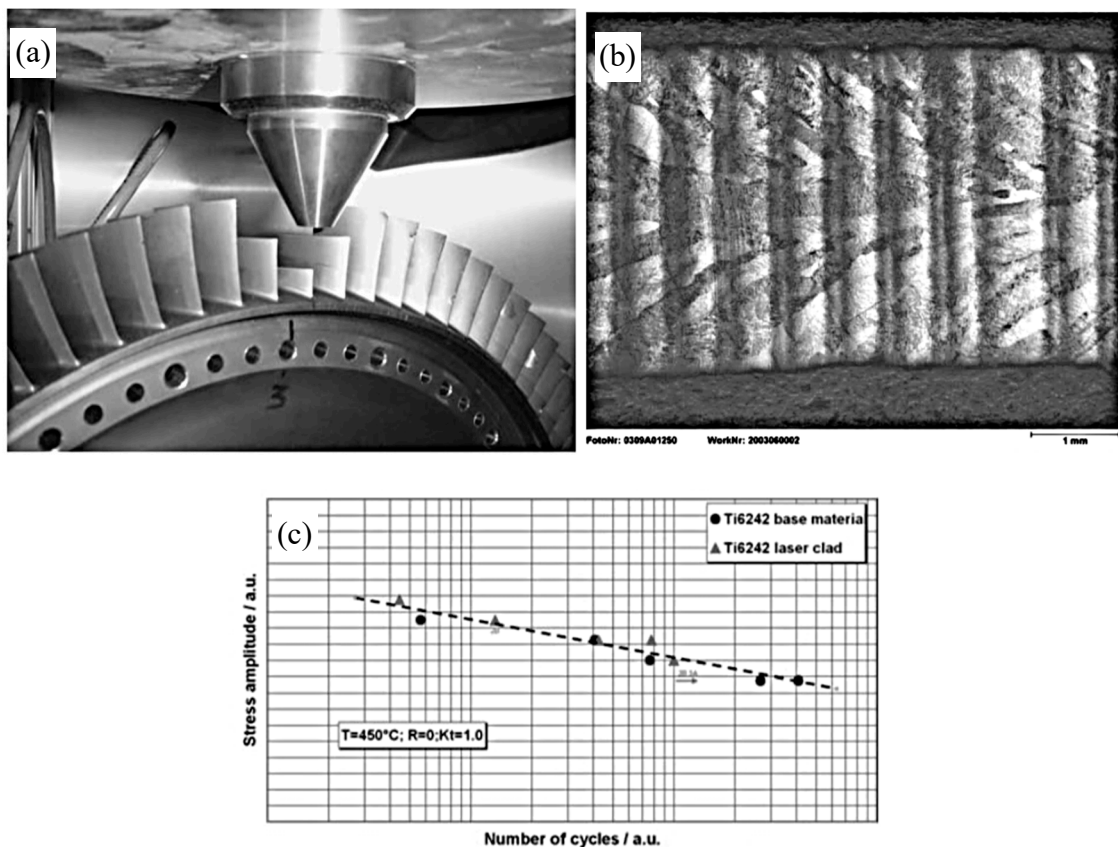 (a)
(b)
FotoNr: 0309A01250 WorkNr: 2003060002
1 mm
(c)
Ti6242 base materia
Ti6242 laser clad
Stress amplitude / a.u.
T=450°C; R=0;Kt=1.0
Number of cycles / a.u.